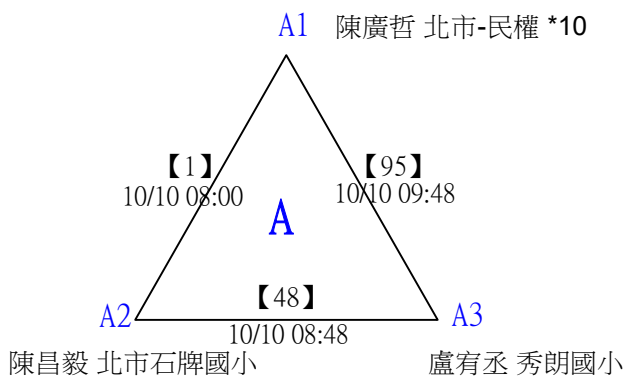 A1 陳廣哲 北市-民權 *10
【1】
10/10 08:00
【95】
10/10 09:48
A
【48】
10/10 08:48
A2
A3
陳昌毅 北市石牌國小
盧宥丞 秀朗國小